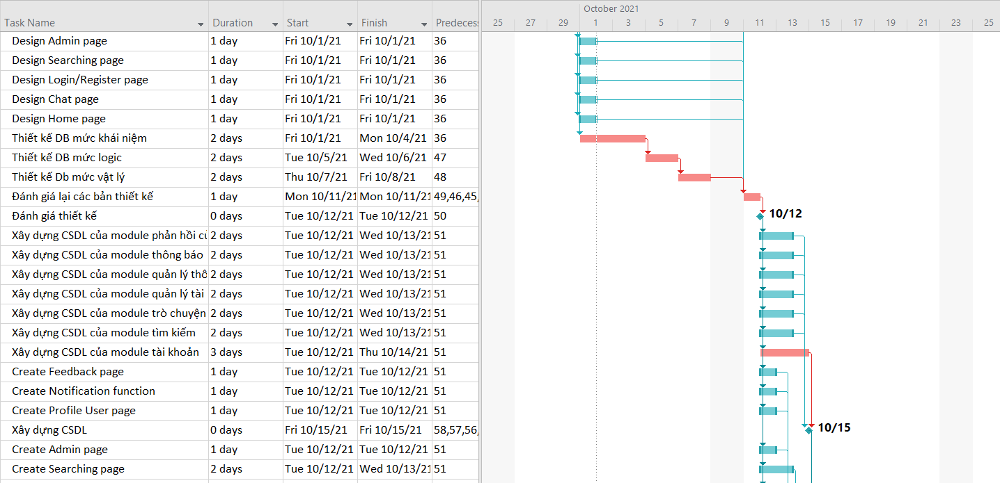 October 2021
Task Name Duration Start Finish Predecess 25 27 29 1 3 5 7 9 11 13 15 17 19 21 23 25
Design Admin page 1 day Fri 10/1/21 Fri 10/1/21 36
Design Searching page 1 day Fri 10/1/21 Fri 10/1/21 36
Design Login/Register page 1 day Fri 10/1/21 Fri 10/1/21 36
Design Chat page 1 day Fri 10/1/21 Fri 10/1/21 36
Design Home page 1 day Fri 10/1/21 Fri 10/1/21 36
Thiết kế DB mức khái niệm 2 days Fri 10/1/21 Mon 10/4/21 36
Thiết kế DB mức logic 2 days Tue 10/5/21 Wed 10/6/21 47
Thiết kế Db mức vật lý 2 days Thu 10/7/21 Fri 10/8/21 48
Đánh giá lại các bản thiết kế 1 day Mon 10/11/21 Mon 10/11/21 49,46,45,
Đánh giá thiết kế 0 days Tue 10/12/21 Tue 10/12/21 50 10/12
Xây dựng CSDL của module phản hồi 2 days Tue 10/12/21 Wed 10/13/21 51
Xây dựng CSDL của module thông báo 2 days Tue 10/12/21 Wed 10/13/21 51
Xây dựng CSDL của module quản lý thô 2 days Tue 10/12/21 Wed 10/13/21 51
Xây dựng CSDL của module quản lý tài 2 days Tue 10/12/21 Wed 10/13/21 51
Xây dựng CSDL của module trò chuyện 2 days Tue 10/12/21 Wed 10/13/21 51
Xây dựng CSDL của module tìm kiếm 2 days Tue 10/12/21 Wed 10/13/21 51
Xây dựng CSDL của module tài khoản 3 days Tue 10/12/21 Thu 10/14/21 51
Create Feedback page 1 day Tue 10/12/21 Tue 10/12/21 51
Create Notification function 1 day Tue 10/12/21 Tue 10/12/21 51
Create Profile User page 1 day Tue 10/12/21 Tue 10/12/21 51
Xây dựng CSDL 0 days Fri 10/15/21 Fri 10/15/21 58,57,56, 10/15
Create Admin page 1 day Tue 10/12/21 Tue 10/12/21 51
Create Searching page 2 days Tue 10/12/21 Wed 10/13/21 51